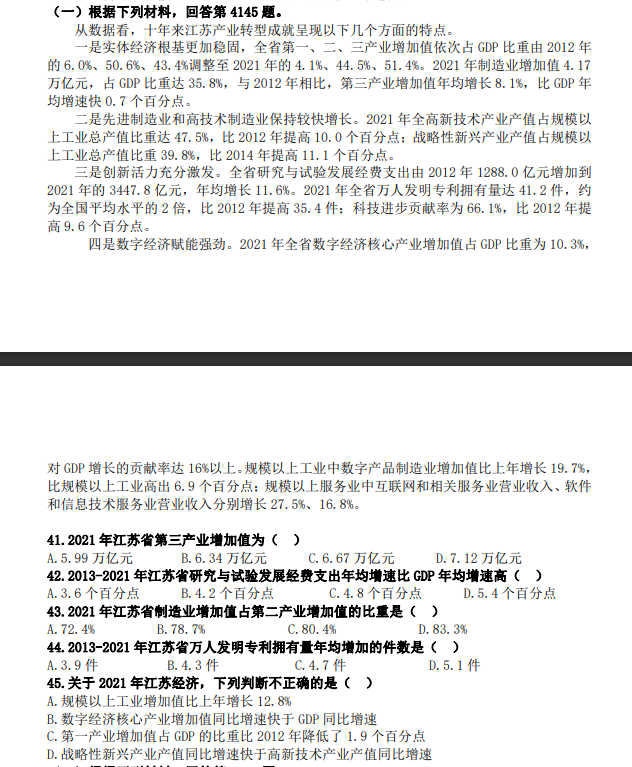 （一）根据下列材料，回答第 4145 题。
从数据看，十年来江苏产业转型成就呈现以下几个方面的特点。
一是实体经济根基更加稳固，全省第一、二、三产业增加值依次占 GDP 比重由 2012 年
的 6.0%、50.6%、43.4%调整至 2021 年的 4.1%、44.5%、51.4%。2021 年制造业增加值 4.17
万亿元，占 GDP 比重达 35.8%，与 2012 年相比，第三产业增加值年均增长 8.1%，比 GDP 年
均增速快 0.7 个百分点。
二是先进制造业和高技术制造业保持较快增长。2021 年全高新技术产业产值占规模以
上工业总产值比重达 47.5%，比 2012 年提高 10.0 个百分点；战略性新兴产业产值占规模以
上工业总产值比重 39.8%，比 2014 年提高 11.1 个百分点。
三是创新活力充分激发。全省研究与试验发展经费支出由 2012 年 1288.0 亿元增加到
2021 年的 3447.8 亿元，年均增长 11.6%。2021 年全省万人发明专利拥有量达 41.2 件，约
为全国平均水平的 2 倍，比 2012 年提高 35.4 件；科技进步贡献率为 66.1%，比 2012 年提
高 9.6 个百分点。
四是数字经济赋能强劲。2021 年全省数字经济核心产业增加值占 GDP 比重为 10.3%，
对 GDP 增长的贡献率达 16%以上。规模以上工业中数字产品制造业增加值比上年增长 19.7%，
比规模以上工业高出 6.9 个百分点；规模以上服务业中互联网和相关服务业营业收入、软件
和信息技术服务业营业收入分别增长 27.5%、16.8%。
41.2021 年江苏省第三产业增加值为（ ）
A.5.99 万亿元 B.6.34 万亿元 C.6.67 万亿元 D.7.12 万亿元
42.2013-2021 年江苏省研究与试验发展经费支出年均增速比 GDP 年均增速高（ ）
A.3.6 个百分点 B.4.2 个百分点 C.4.8 个百分点 D.5.4 个百分点
43.2021 年江苏省制造业增加值占第二产业增加值的比重是（ ）
A.72.4% B.78.7% C.80.4% D.83.3%
44.2013-2021 年江苏省万人发明专利拥有量年均增加的件数是（ ）
A.3.9 件 B.4.3 件 C.4.7 件 D.5.1 件
45.关于 2021 年江苏经济，下列判断不正确的是（ ）
A.规模以上工业增加值比上年增长 12.8%
B.数字经济核心产业增加值同比增速快于 GDP 同比增速
C.第一产业增加值占 GDP 的比重比 2012 年降低了 1.9 个百分点
D.战略性新兴产业产值同比增速快于高新技术产业产值同比增速